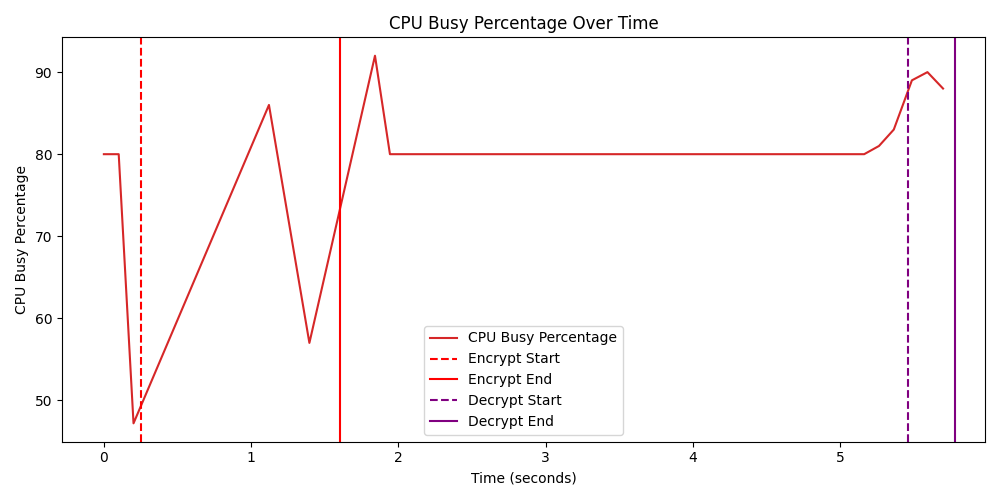 CPU Busy Percentage Over Time
CPU Busy Percentage
90
80
70
60
50
CPU Busy Percentage
Encrypt Start
Encrypt End
Decrypt Start
Decrypt End
0 1 2 3 4 5
Time (seconds)